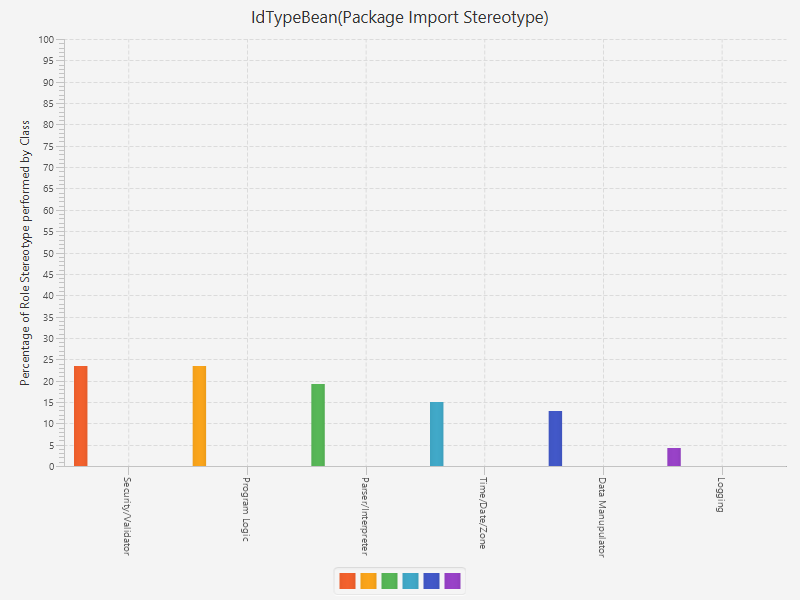 IdTypeBean(Package Import Stereotype)
Percentage of Role Stereotype performed by Class
100
95
90
85
80
75
70
65
60
55
50
45
40
35
30
25
20
15
10
5
0
Security/Validator
Program Logic
Parser/Interpreter
Time/Date/Zone
Data Manupulator
Logging